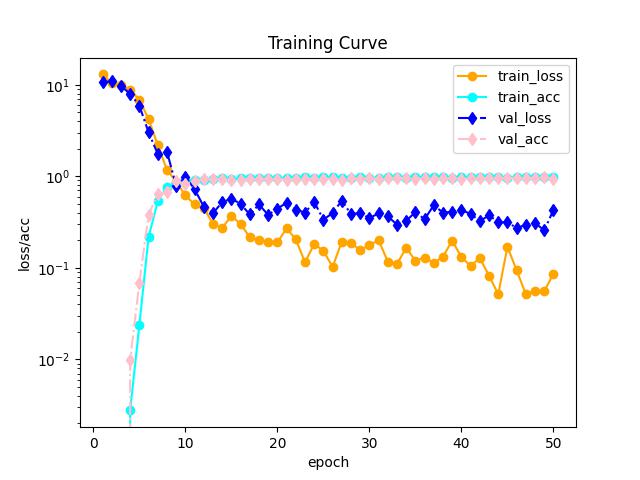 Training Curve
train_loss
train_acc
val_loss
val_acc
10¹
10⁰
10⁻¹
10⁻²
loss/acc
0 10 20 30 40 50
epoch